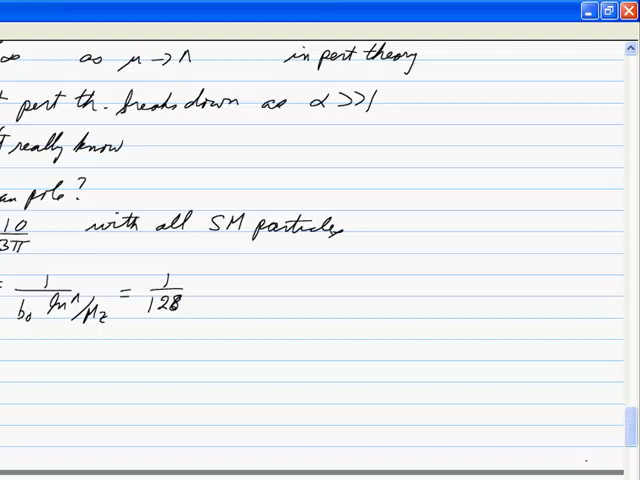 ∞ as μ → Λ in pert theory
pert th. breaks down as α >> 1
really know
pole?
10/3π with all SM particles
= 1/(b₀ ln Λ/M_Z) = 1/128